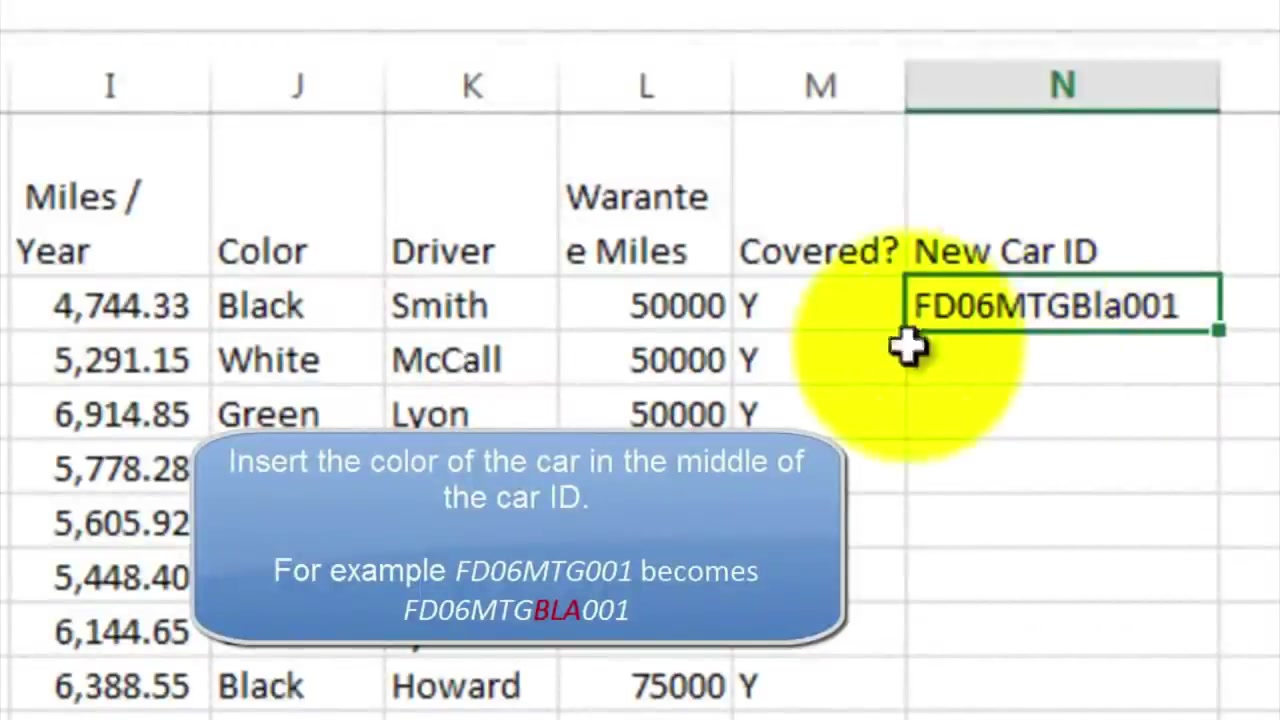 I J K L M N
Miles / Warante
Year Color Driver e Miles Covered? New Car ID
4,744.33 Black Smith 50000 Y FD06MTGBla001
5,291.15 White McCall 50000 Y
6,914.85 Green Lyon 50000 Y
5,778.28
Insert the color of the car in the middle of
the car ID.
5,605.92
5,448.40
For example FD06MTG001 becomes
FD06MTGBLA001
6,144.65
6,388.55 Black Howard 75000 Y